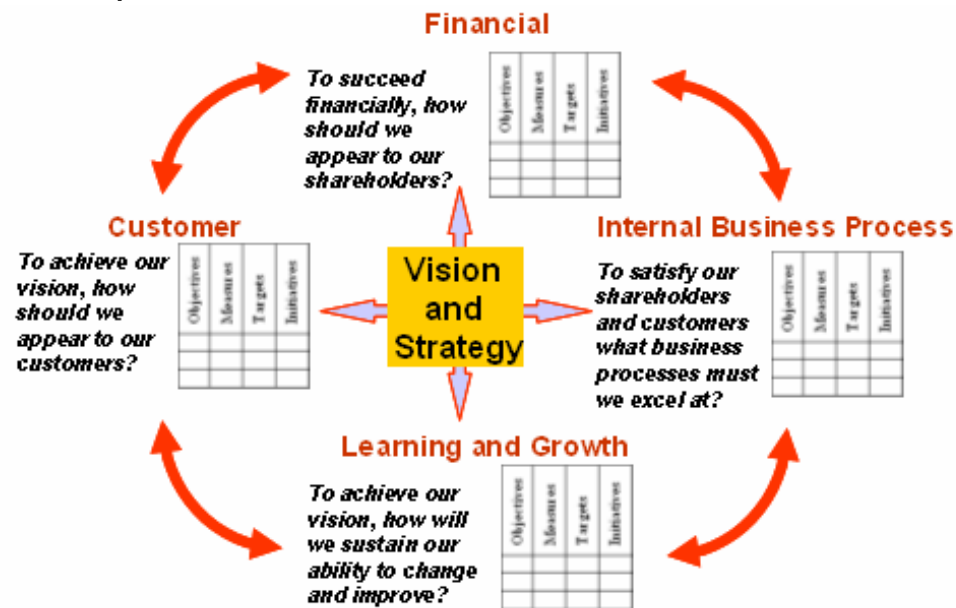 Financial
To succeed
financially, how
should we
appear to our
shareholders?
Objectives
Measures
Targets
Initiatives
Customer
To achieve our
vision, how
should we
appear to our
customers?
Objectives
Measures
Targets
Initiatives
Vision
and
Strategy
Internal Business Process
To satisfy our
shareholders
and customers
what business
processes must
we excel at?
Objectives
Measures
Targets
Initiatives
Learning and Growth
To achieve our
vision, how will
we sustain our
ability to change
and improve?
Objectives
Measures
Targets
Initiatives